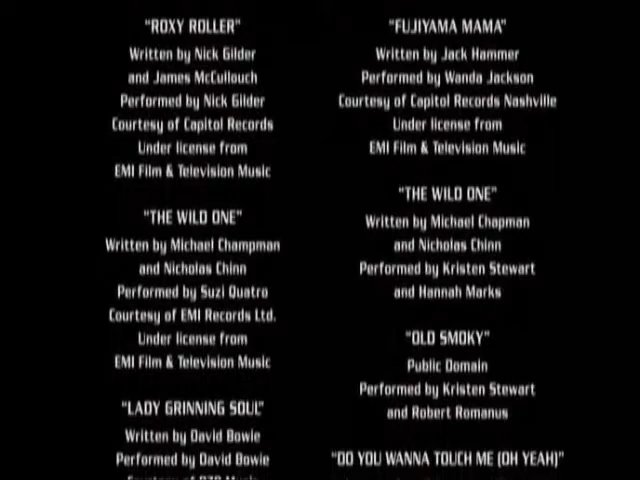 "ROXY ROLLER"
Written by Nick Gilder
and James McCullouch
Performed by Nick Gilder
Courtesy of Capitol Records
Under license from
EMI Film & Television Music
"THE WILD ONE"
Written by Michael Champman
and Nicholas Chinn
Performed by Suzi Quatro
Courtesy of EMI Records Ltd.
Under license from
EMI Film & Television Music
"LADY GRINNING SOUL"
Written by David Bowie
Performed by David Bowie
"FUJIYAMA MAMA"
Written by Jack Hammer
Performed by Wanda Jackson
Courtesy of Capitol Records Nashville
Under license from
EMI Film & Television Music
"THE WILD ONE"
Written by Michael Chapman
and Nicholas Chinn
Performed by Kristen Stewart
and Hannah Marks
"OLD SMOKY"
Public Domain
Performed by Kristen Stewart
and Robert Romanus
"DO YOU WANNA TOUCH ME (OH YEAH)"